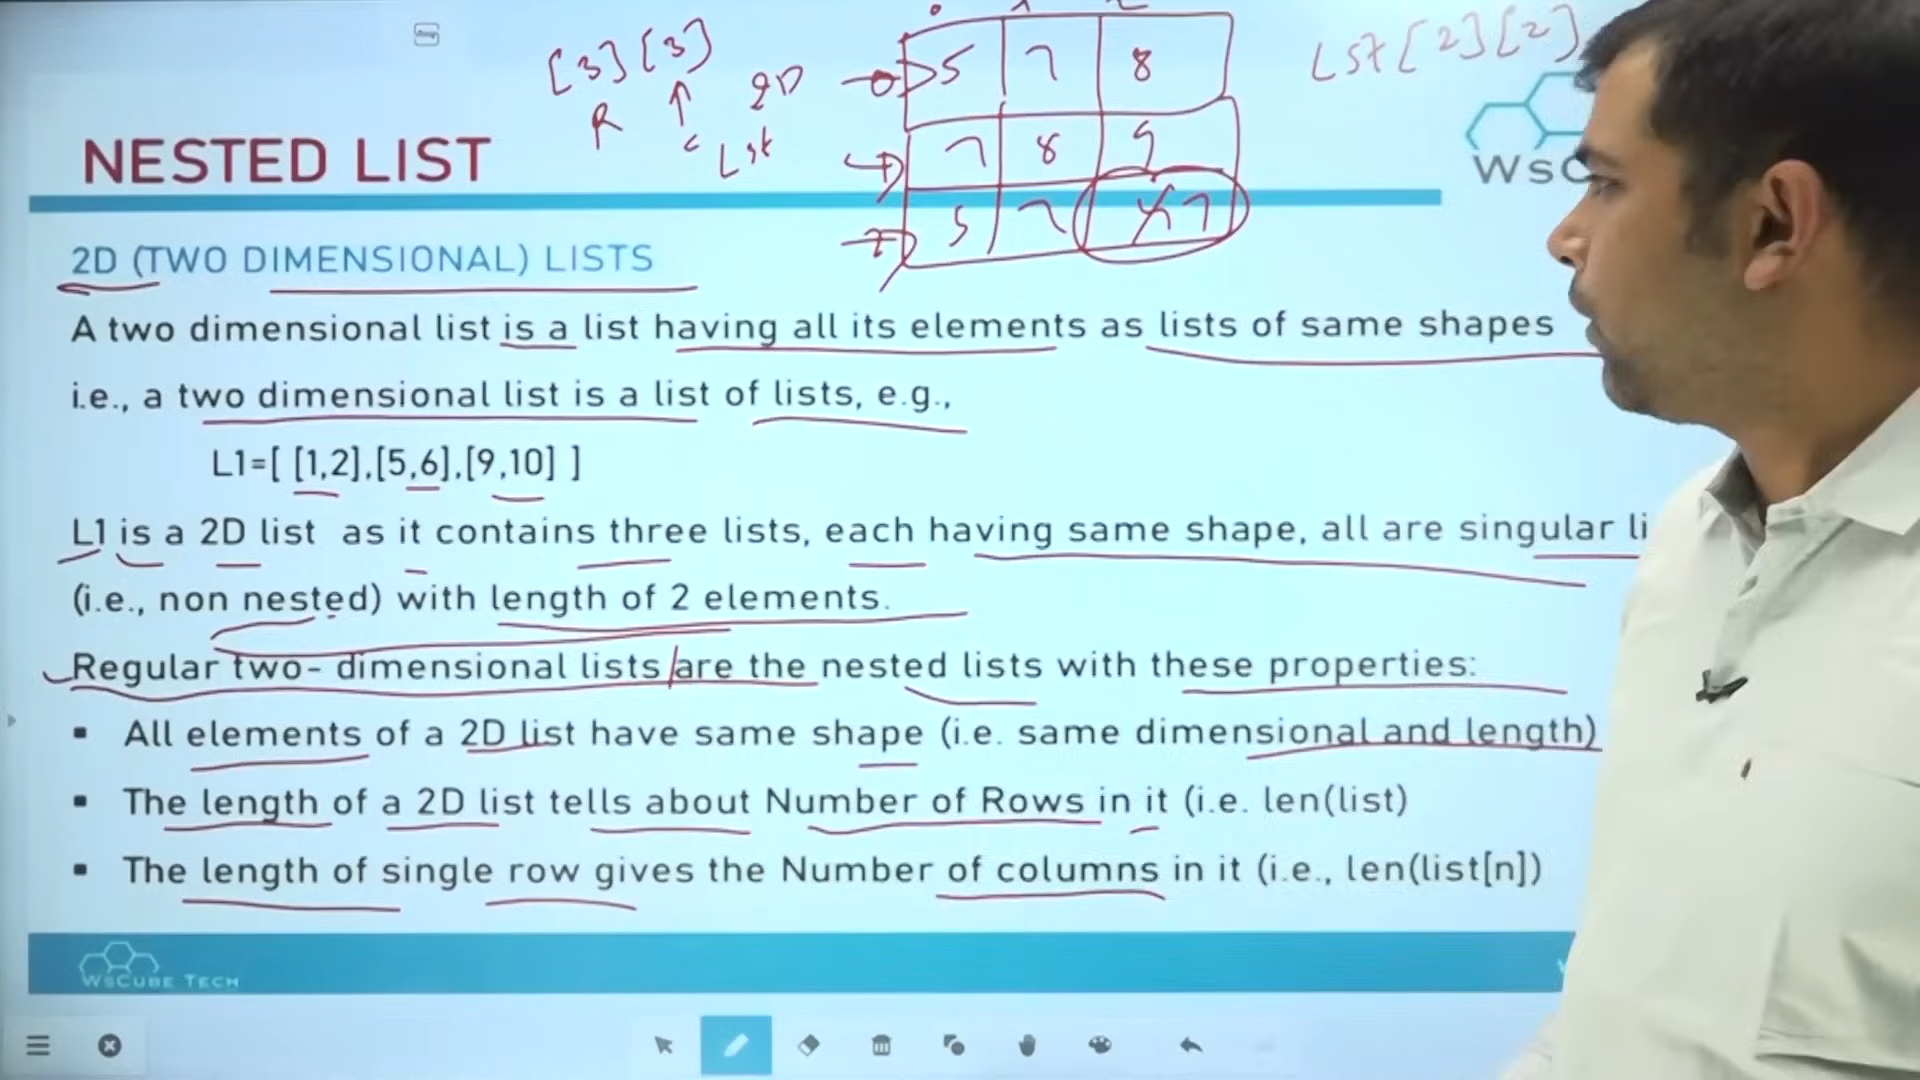 [3][3]
R
c
2D
Lst
5 7 8
7 8 9
5 7 7
Lst[2][2]
NESTED LIST
WsC
2D (TWO DIMENSIONAL) LISTS
A two dimensional list is a list having all its elements as lists of same shapes
i.e., a two dimensional list is a list of lists, e.g.,
L1=[ [1,2],[5,6],[9,10] ]
L1 is a 2D list as it contains three lists, each having same shape, all are singular li
(i.e., non nested) with length of 2 elements.
Regular two- dimensional lists are the nested lists with these properties:
▪ All elements of a 2D list have same shape (i.e. same dimensional and length)
▪ The length of a 2D list tells about Number of Rows in it (i.e. len(list)
▪ The length of single row gives the Number of columns in it (i.e., len(list[n])
WsCube Tech